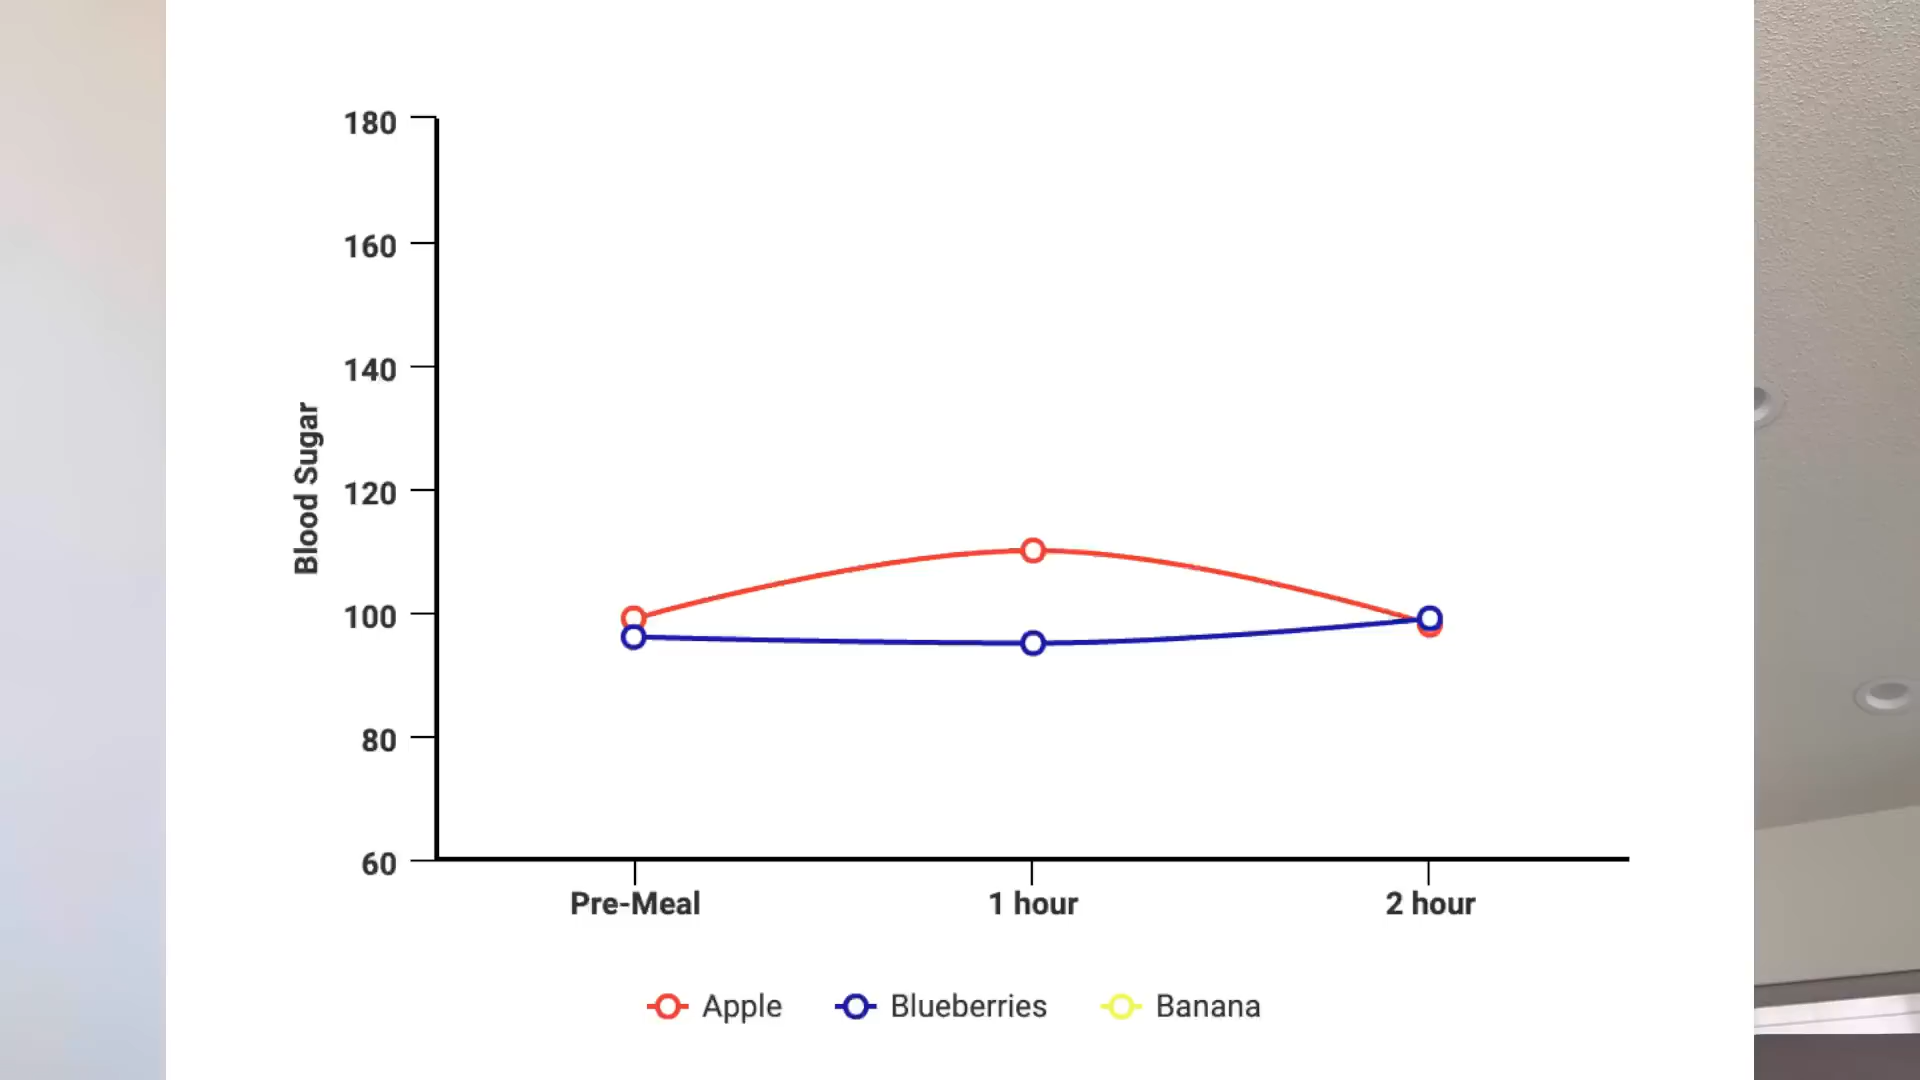 180
160
140
120
100
80
60
Blood Sugar
Pre-Meal
1 hour
2 hour
Apple
Blueberries
Banana